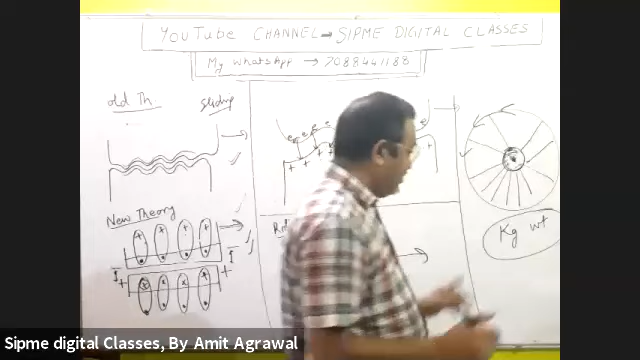 YouTube CHANNEL → SIPME DIGITAL CLASSES
My whatsApp → 7088441188
old Th. sliding
New Theory
Kg wt
Sipme digital Classes, By Amit Agrawal